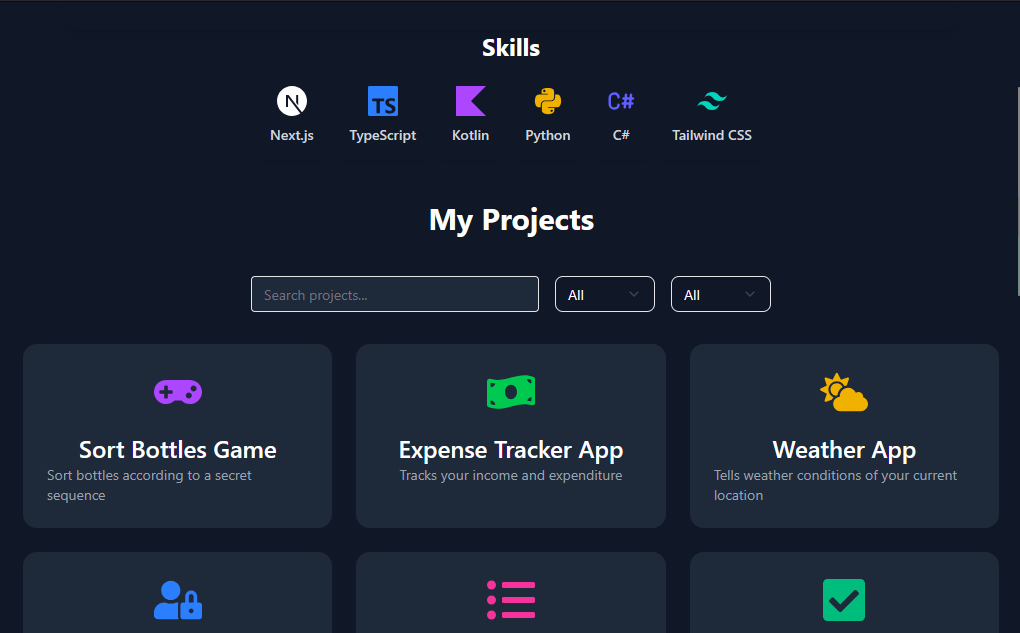 Skills
N
TS
C#
Next.js
TypeScript
Kotlin
Python
C#
Tailwind CSS
My Projects
Search projects...
All
All
Sort Bottles Game
Sort bottles according to a secret
sequence
Expense Tracker App
Tracks your income and expenditure
Weather App
Tells weather conditions of your current
location